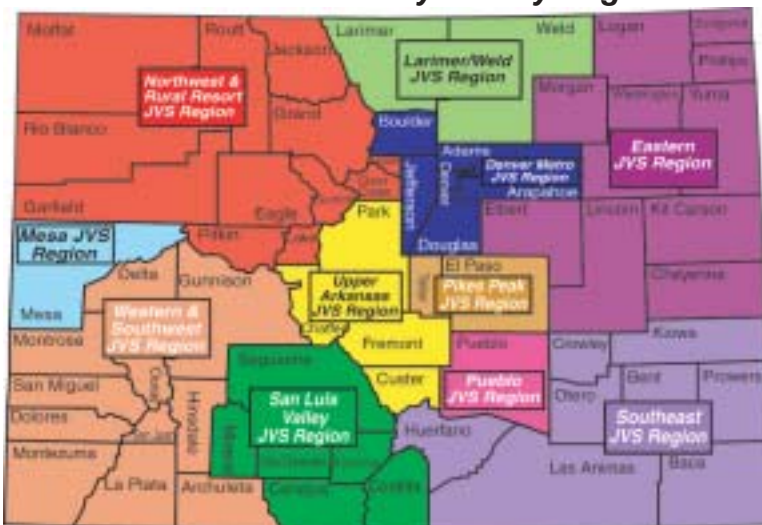 Moffat
Routt
Jackson
Larimer
Weld
Logan
Phillips
Larimer/Weld
JVS Region
Northwest &
Rural Resort
JVS Region
Morgan
Washington
Yuma
Grand
Rio Blanco
Boulder
Adams
Eastern
JVS Region
Denver Metro
JVS Region
Jefferson
Denver
Arapahoe
Garfield
Eagle
Park
Douglas
Elbert
Lincoln
Kit Carson
Mesa JVS
Region
Pitkin
Lake
Delta
Gunnison
El Paso
Cheyenne
Upper
Arkansas
JVS Region
Pikes Peak
JVS Region
Mesa
Western &
Southwest
JVS Region
Chaffee
Montrose
Fremont
Pueblo
Crowley
Kiowa
Saguache
San Miguel
Custer
Pueblo
JVS Region
Bent
Prowers
Otero
Dolores
Hinsdale
Mineral
San Luis
Valley
JVS Region
Huerfano
Southeast
JVS Region
Montezuma
La Plata
Archuleta
Conejos
Costilla
Las Animas
Baca